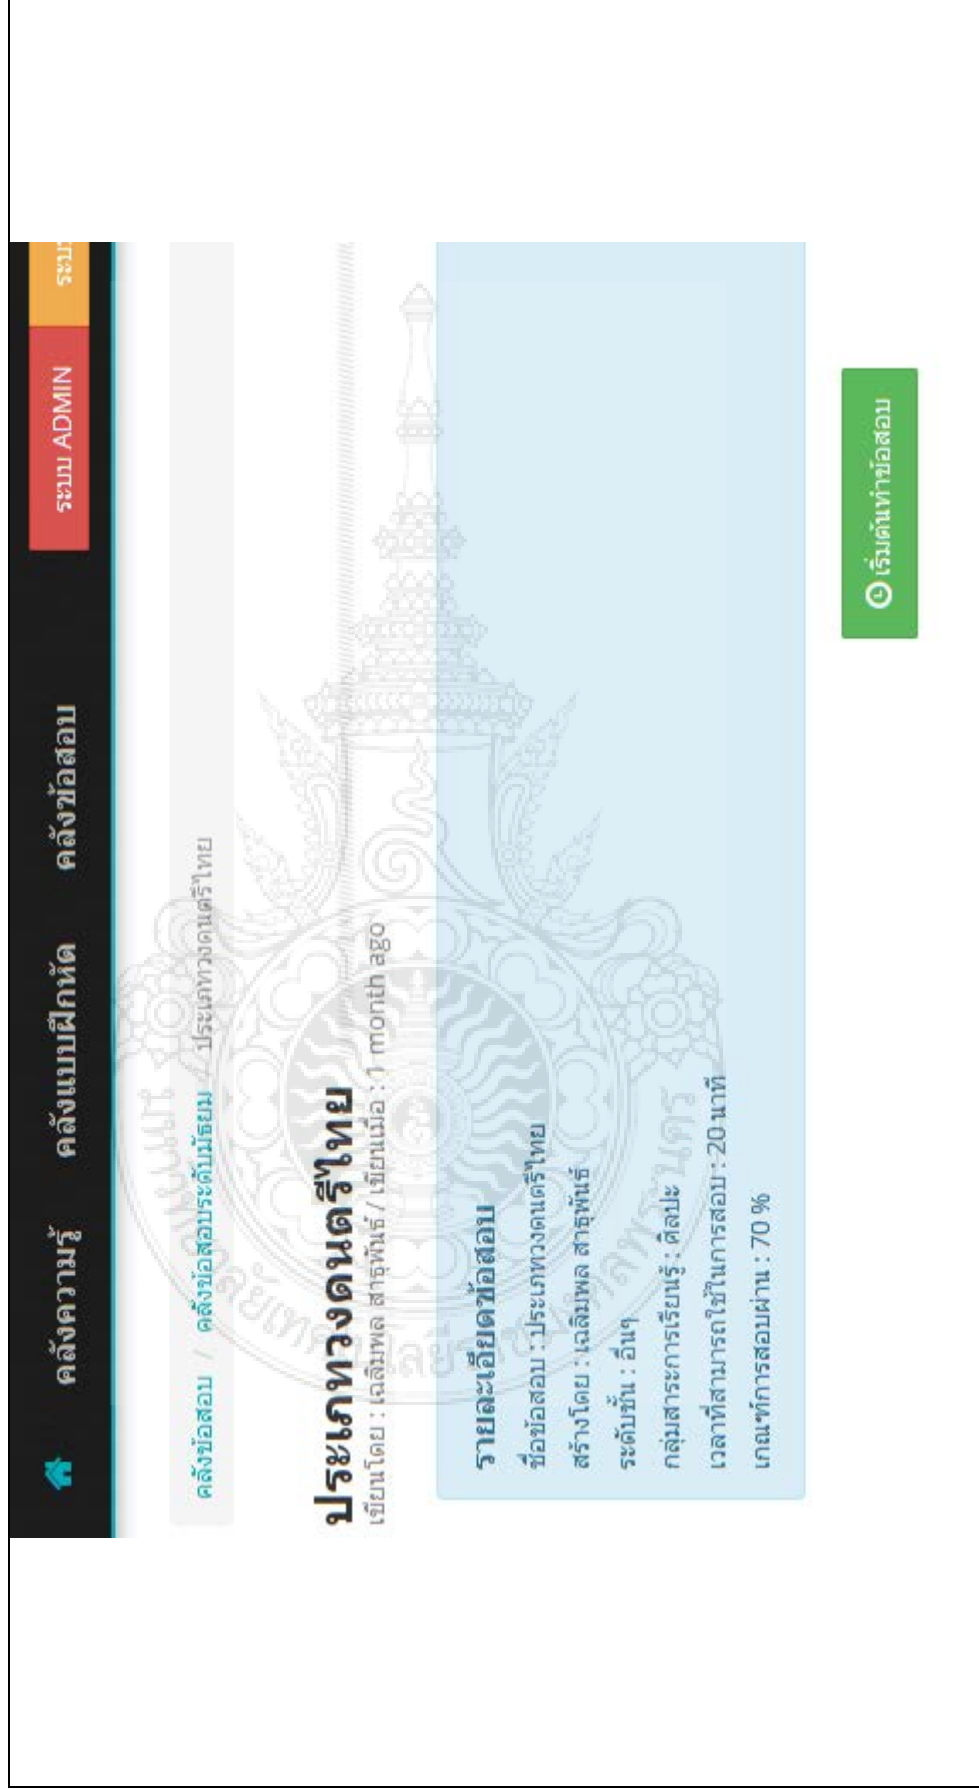 คลังความรู้ คลังแบบฝึกหัด คลังข้อสอบ ระบบ ADMIN
คลังข้อสอบ / คลังข้อสอบระดับมัธยม / ประเภทวงดนตรีไทย
ประเภทวงดนตรีไทย
เขียนโดย : เฉลิมพล สาธุพันธ์ / เขียนเมื่อ : 1 month ago
รายละเอียดข้อสอบ
ชื่อข้อสอบ : ประเภทวงดนตรีไทย
สร้างโดย : เฉลิมพล สาธุพันธ์
ระดับชั้น : อื่นๆ
กลุ่มสาระการเรียนรู้ : ศิลปะ
เวลาที่สามารถใช้ในการสอบ : 20 นาที
เกณฑ์การสอบผ่าน : 70 %
เริ่มต้นทำข้อสอบ